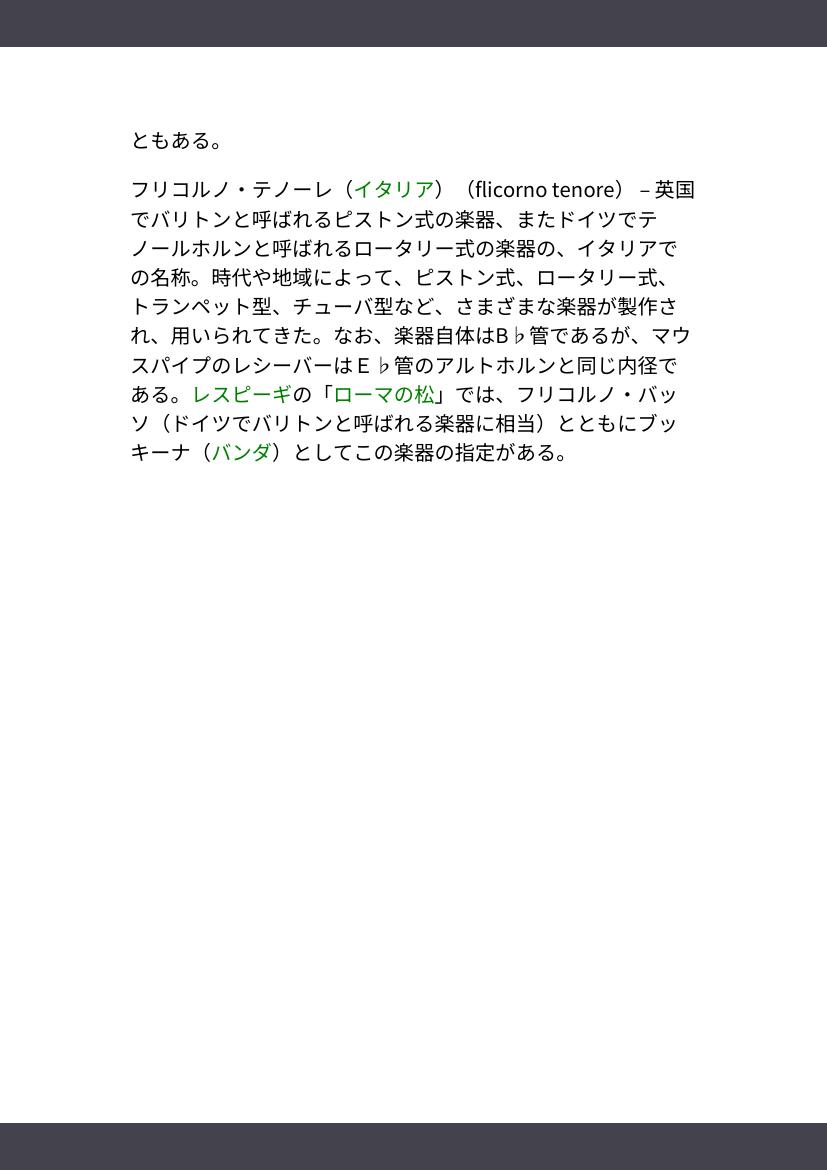 ともある。
フリコルノ・テノーレ（イタリア）（flicorno tenore） – 英国
でバリトンと呼ばれるピストン式の楽器、またドイツでテ
ノールホルンと呼ばれるロータリー式の楽器の、イタリアで
の名称。時代や地域によって、ピストン式、ロータリー式、
トランペット型、チューバ型など、さまざまな楽器が製作さ
れ、用いられてきた。なお、楽器自体はB♭管であるが、マウ
スパイプのレシーバーはＥ♭管のアルトホルンと同じ内径で
ある。レスピーギの「ローマの松」では、フリコルノ・バッ
ソ（ドイツでバリトンと呼ばれる楽器に相当）とともにブッ
キーナ（バンダ）としてこの楽器の指定がある。